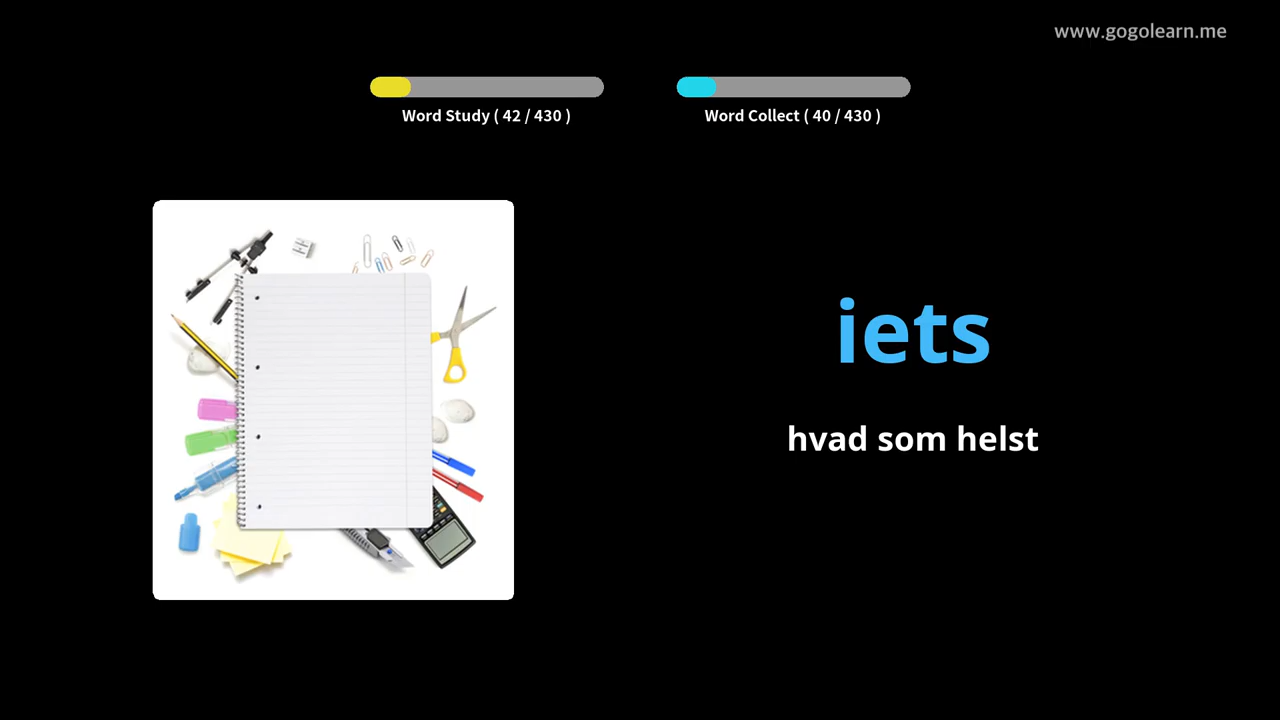 www.gogolearn.me
Word Study ( 42 / 430 )
Word Collect ( 40 / 430 )
iets
hvad som helst